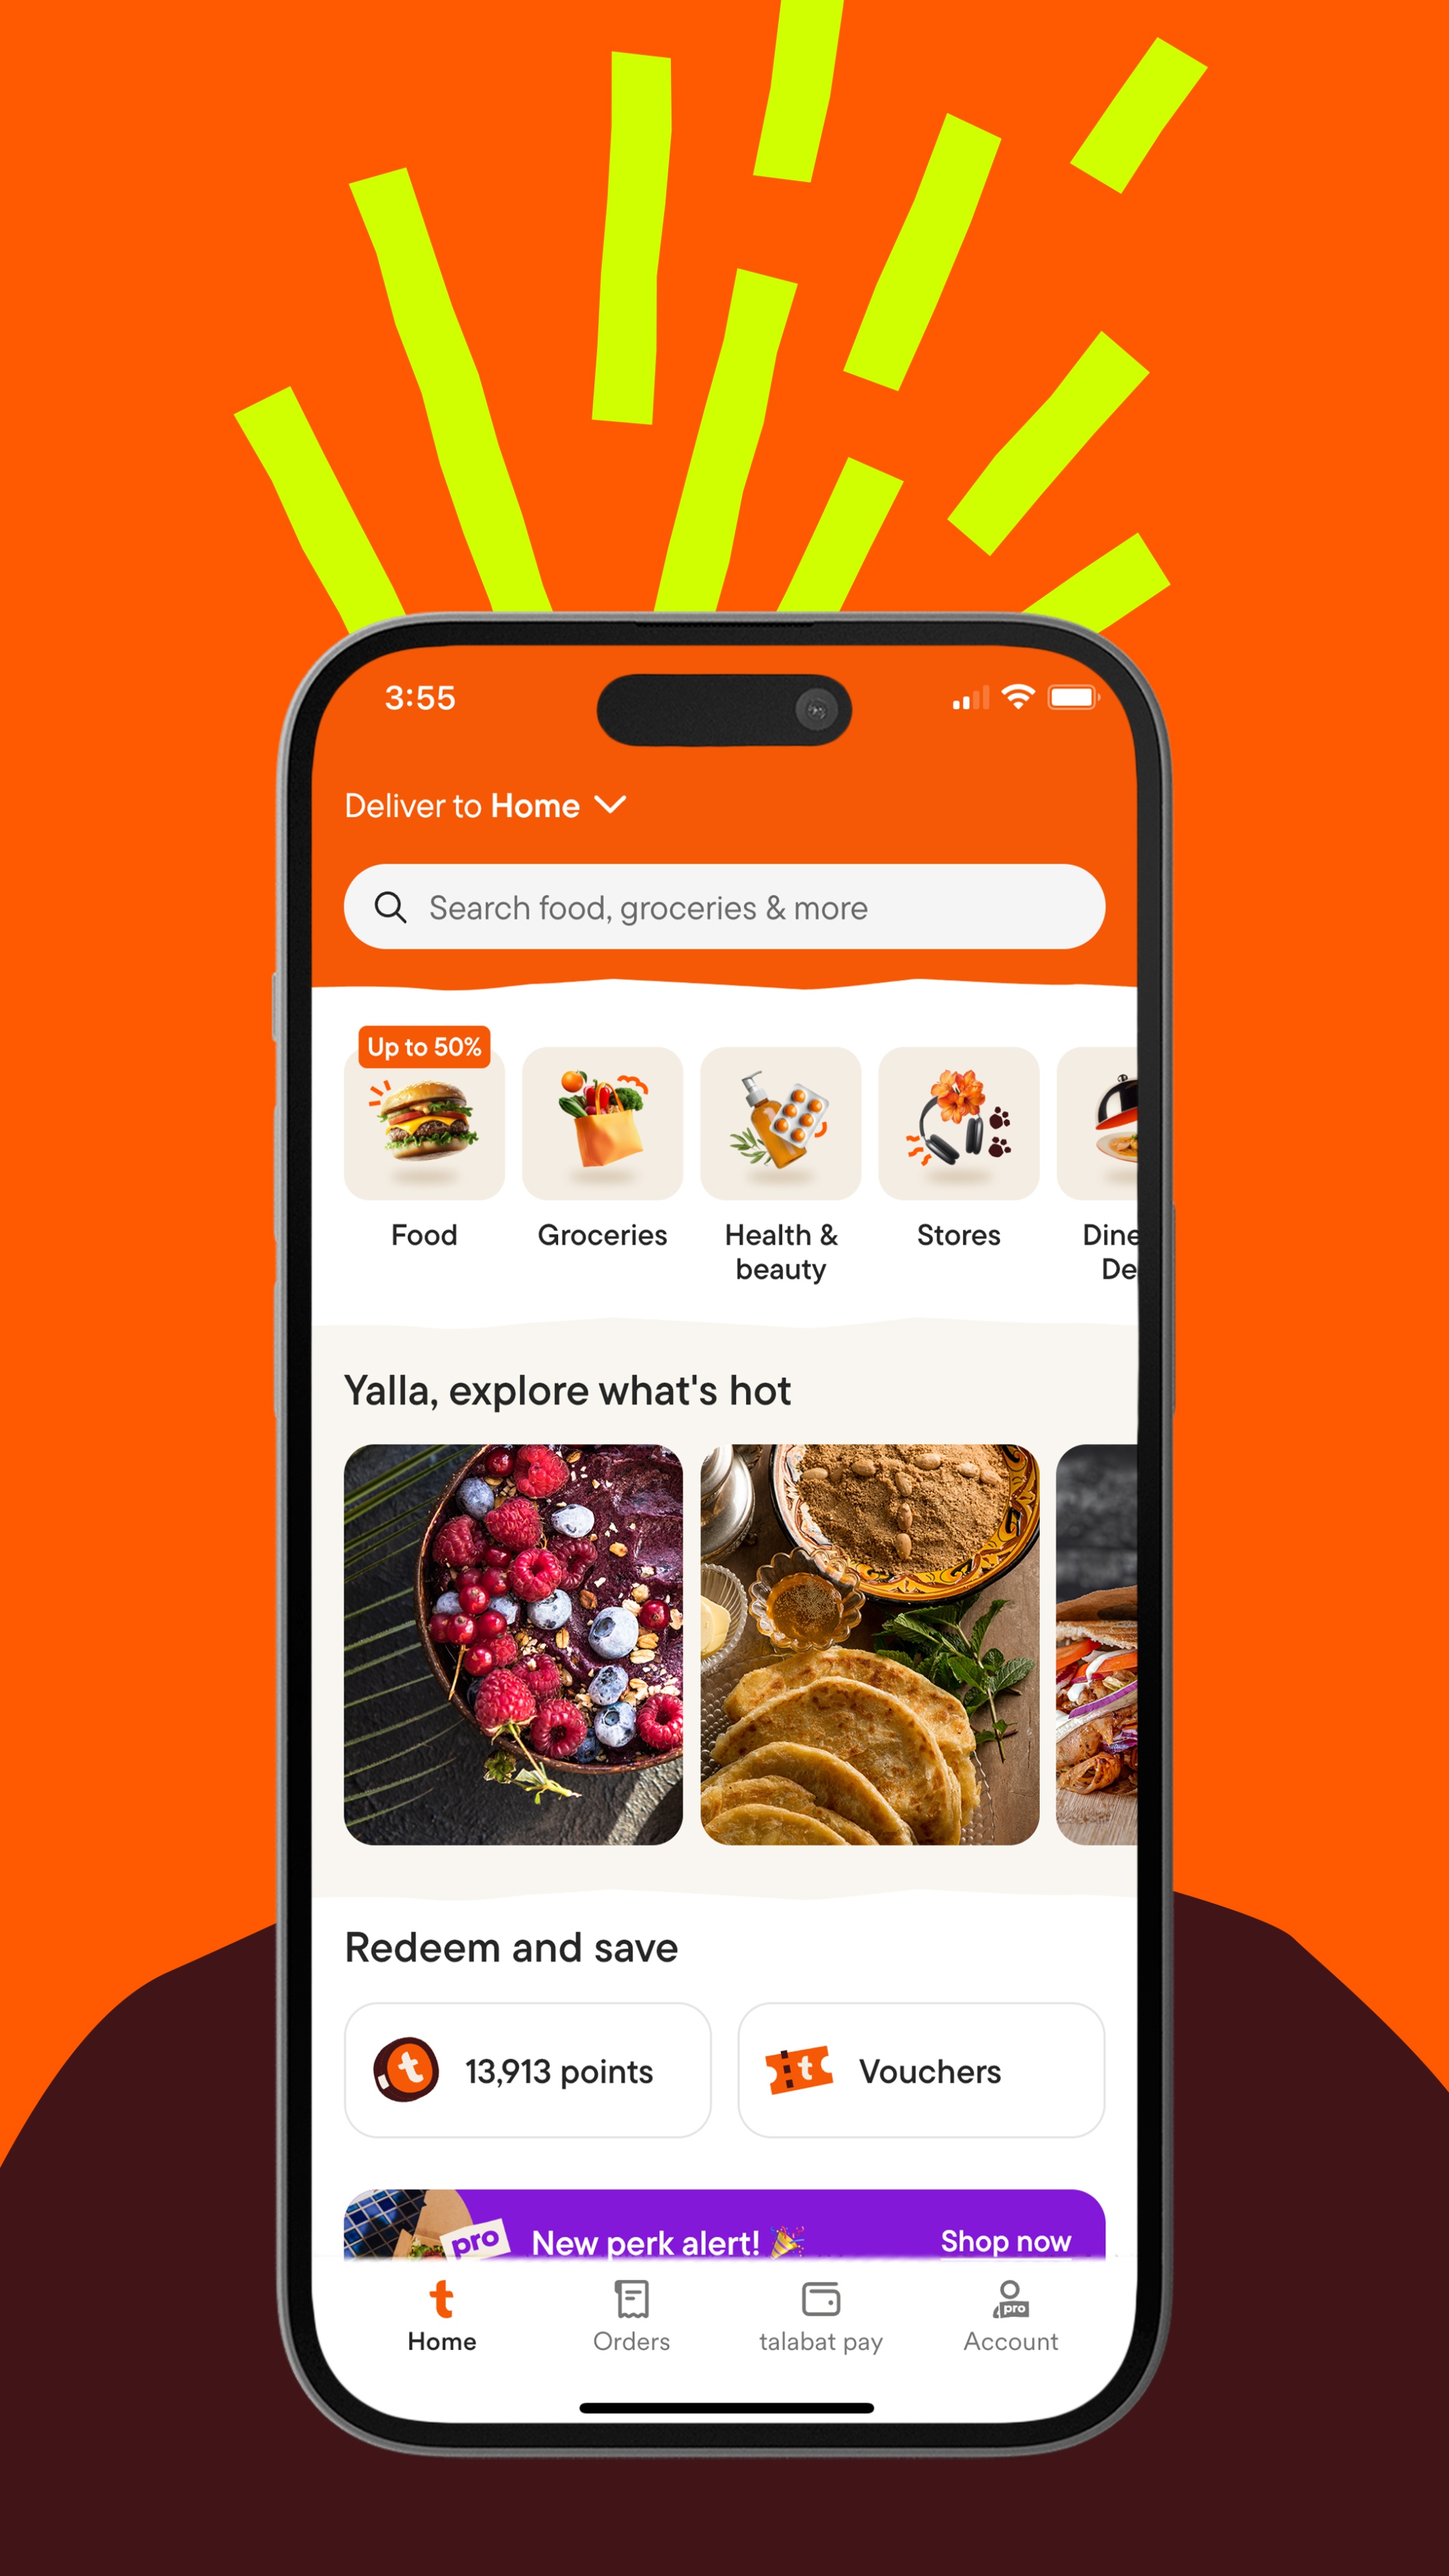 3:55
Deliver to Home
Search food, groceries & more
Up to 50%
Food
Groceries
Health &
beauty
Stores
Dine
De
Yalla, explore what's hot
Redeem and save
t
13,913 points
t
Vouchers
pro
New perk alert!
Shop now
t
Home
Orders
talabat pay
pro
Account